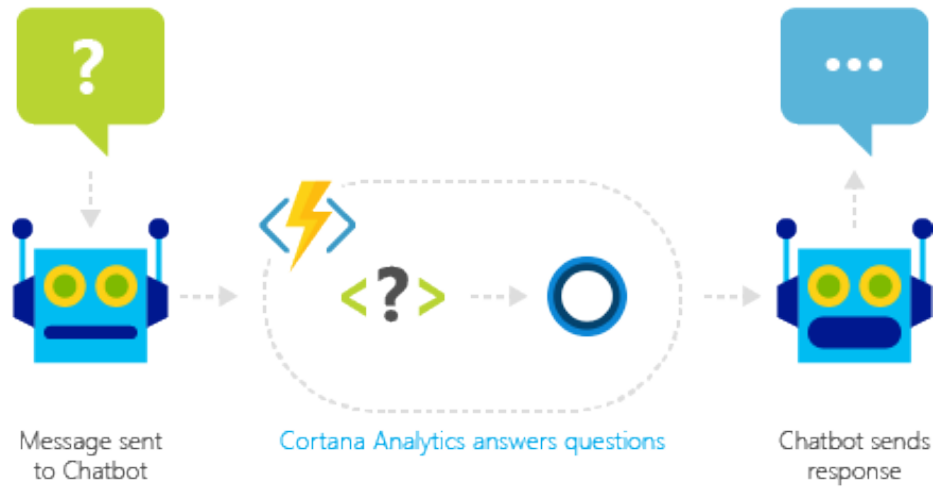 ?
...
<?>
Message sent
to Chatbot
Cortana Analytics answers questions
Chatbot sends
response